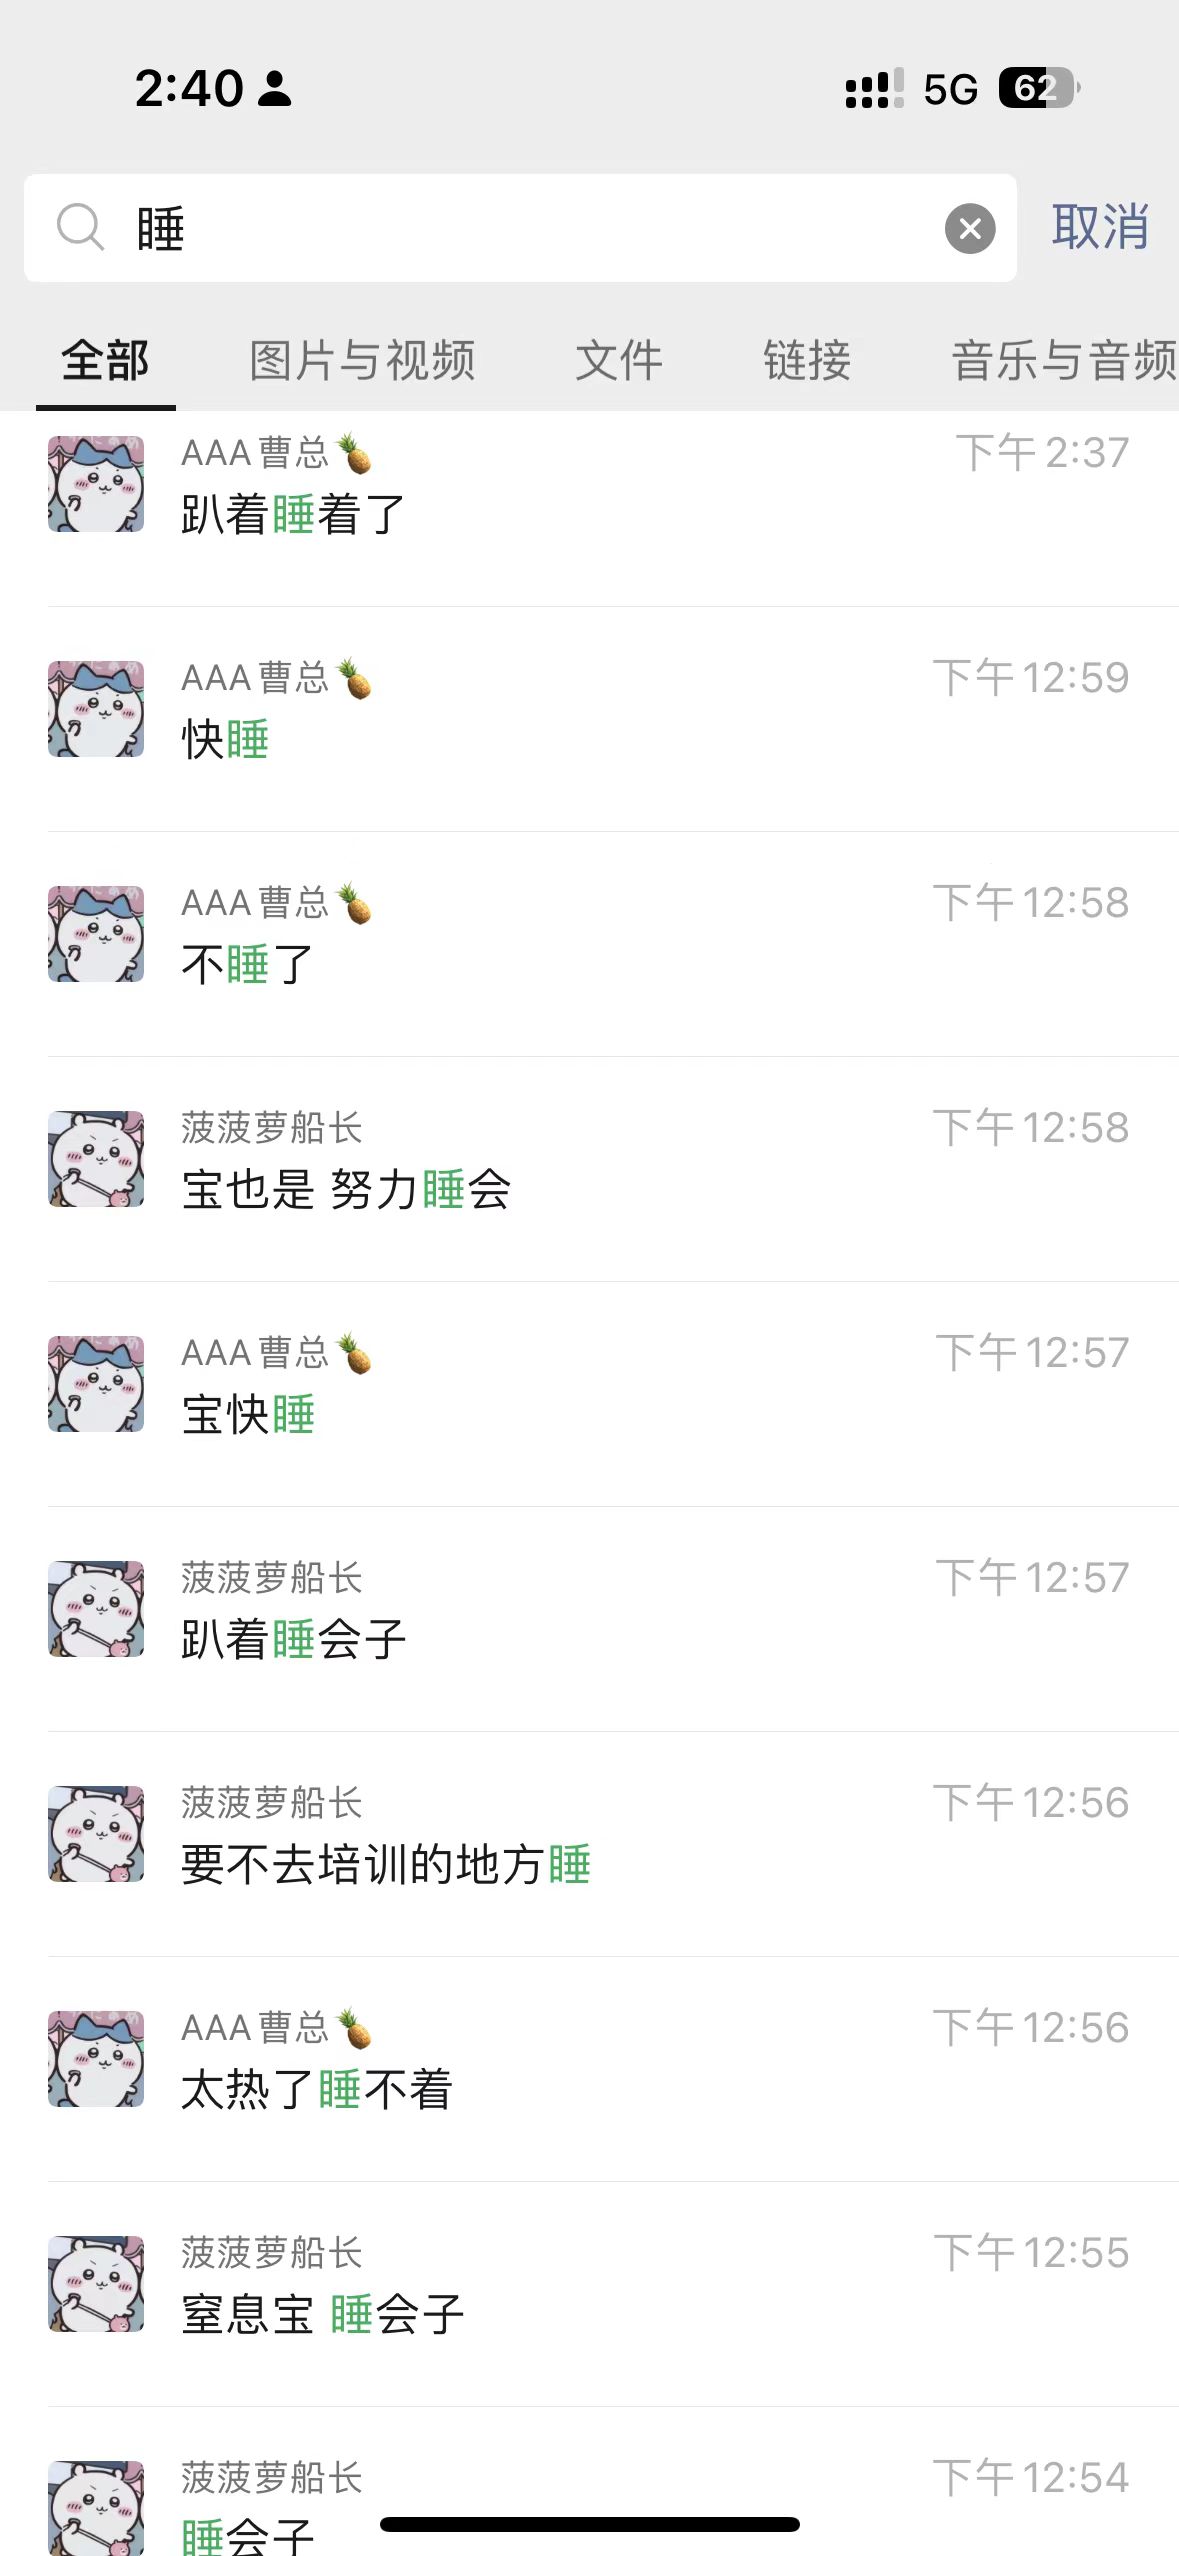 2:40 5G 62
睡 取消
全部 图片与视频 文件 链接 音乐与音频
AAA曹总🍍 下午2:37
趴着睡着了
AAA曹总🍍 下午12:59
快睡
AAA曹总🍍 下午12:58
不睡了
菠菠萝船长 下午12:58
宝也是 努力睡会
AAA曹总🍍 下午12:57
宝快睡
菠菠萝船长 下午12:57
趴着睡会子
菠菠萝船长 下午12:56
要不去培训的地方睡
AAA曹总🍍 下午12:56
太热了睡不着
菠菠萝船长 下午12:55
窒息宝 睡会子
菠菠萝船长 下午12:54
睡会子